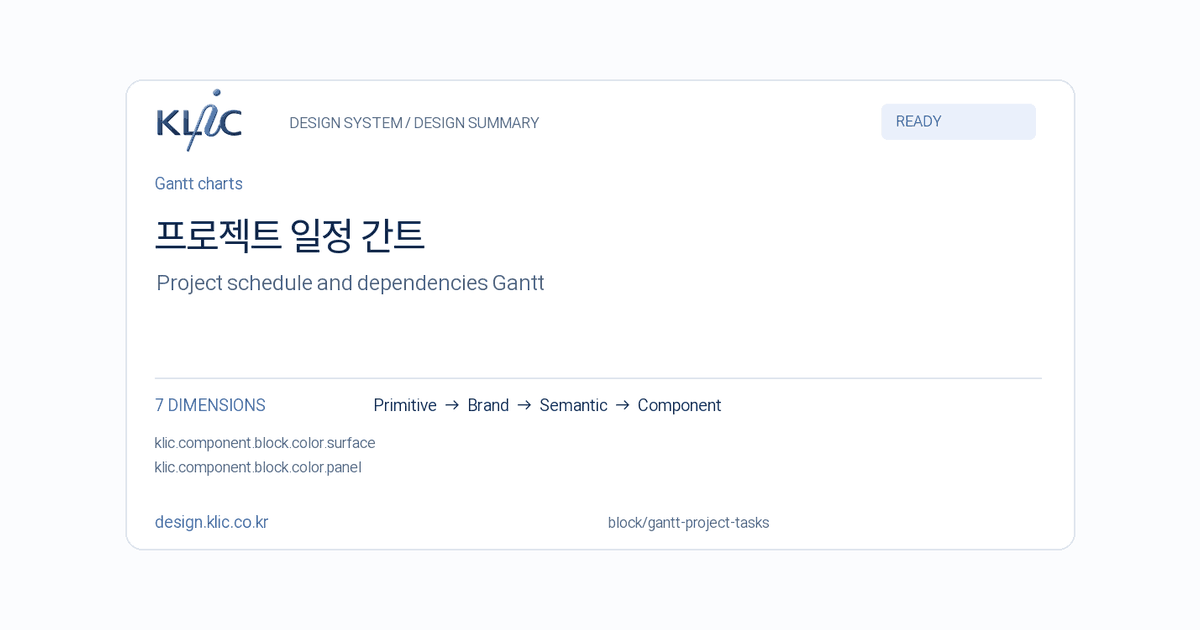 KLiC
DESIGN SYSTEM / DESIGN SUMMARY
READY
Gantt charts
프로젝트 일정 간트
Project schedule and dependencies Gantt
7 DIMENSIONS
Primitive → Brand → Semantic → Component
klic.component.block.color.surface
klic.component.block.color.panel
design.klic.co.kr
block/gantt-project-tasks